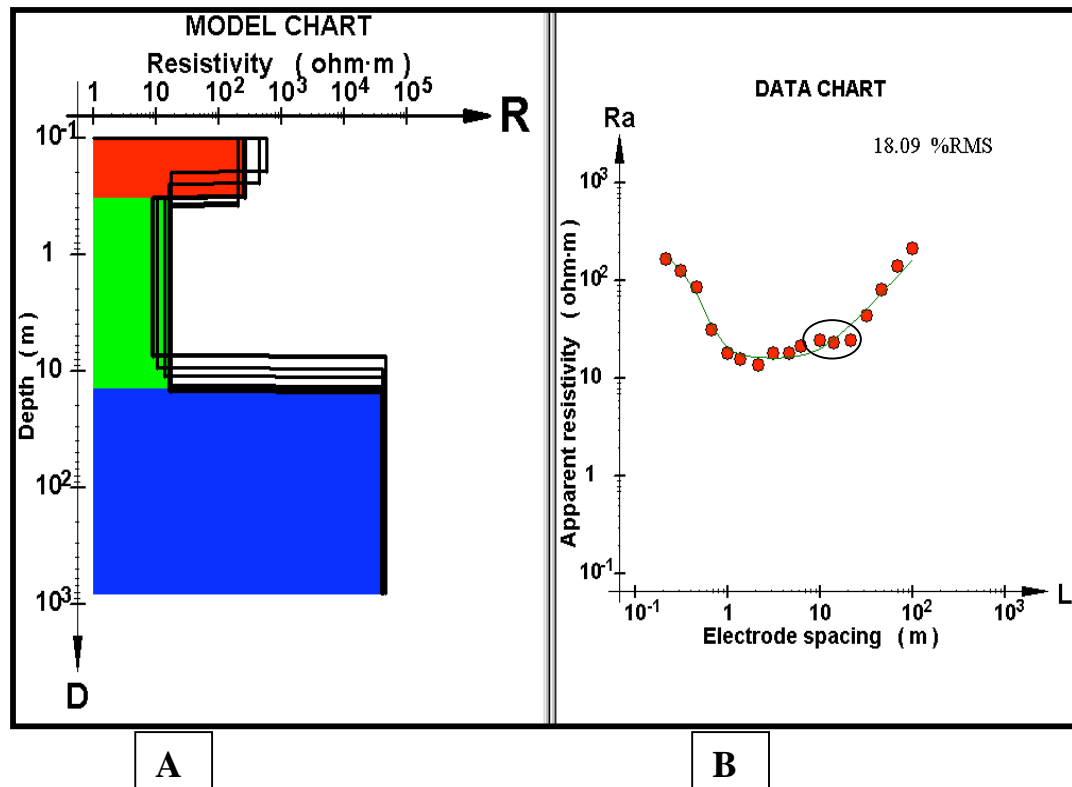 MODEL CHART
Resistivity ( ohm·m )
1 10 10² 10³ 10⁴ 10⁵
R
10⁻¹
1
10
10²
10³
Depth ( m )
D
DATA CHART
Ra
18.09 %RMS
10³
10²
10
1
10⁻¹
Apparent resistivity ( ohm·m )
10⁻¹ 1 10 10² 10³
L
Electrode spacing ( m )
A
B